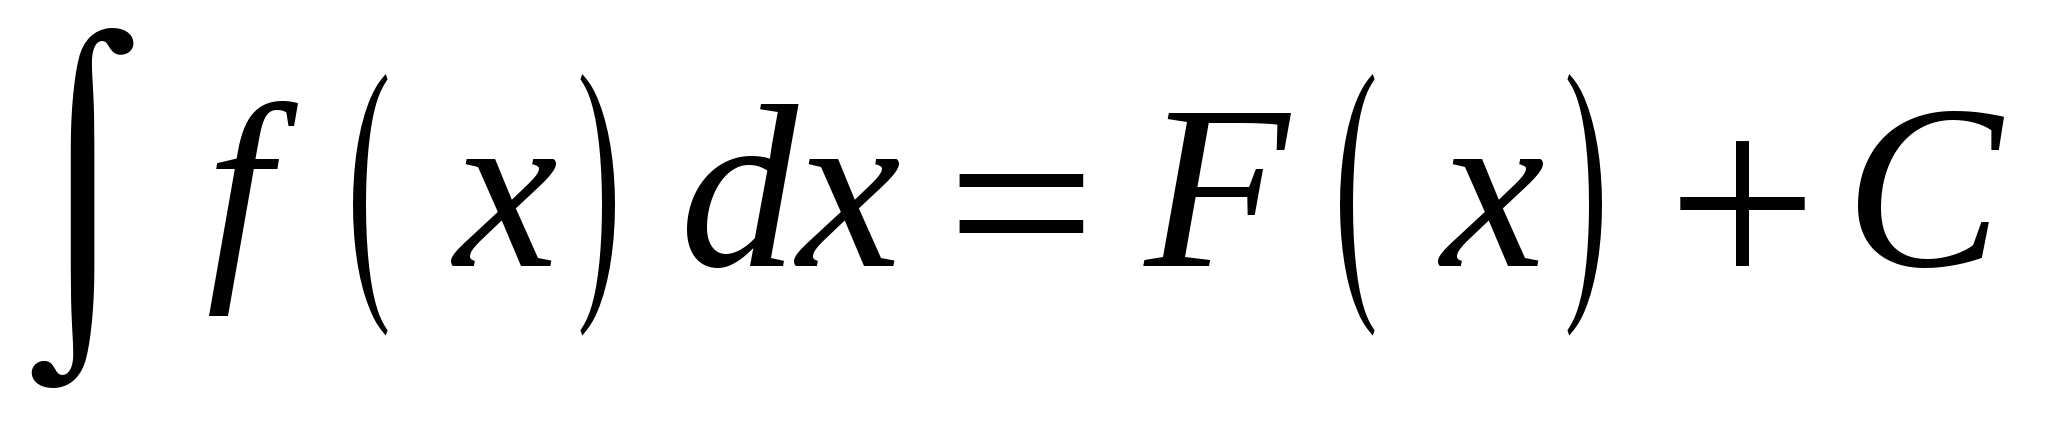 ∫ f ( x ) dx = F ( x ) + C